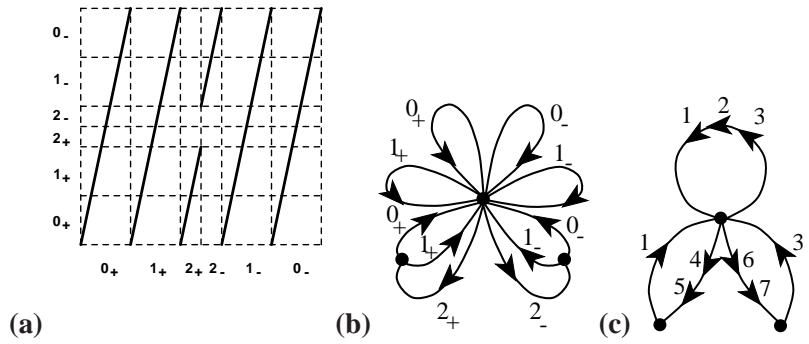 0₋
1₋
2₋
2₊
1₊
0₊
0₊ 1₊ 2₊ 2₋ 1₋ 0₋
(a)
0₊ 0₋
1₊ 1₋
0₊ 1₊ 1₋ 0₋
2₊ 2₋
(b)
1 2 3
1 4 6 3
5 7
(c)